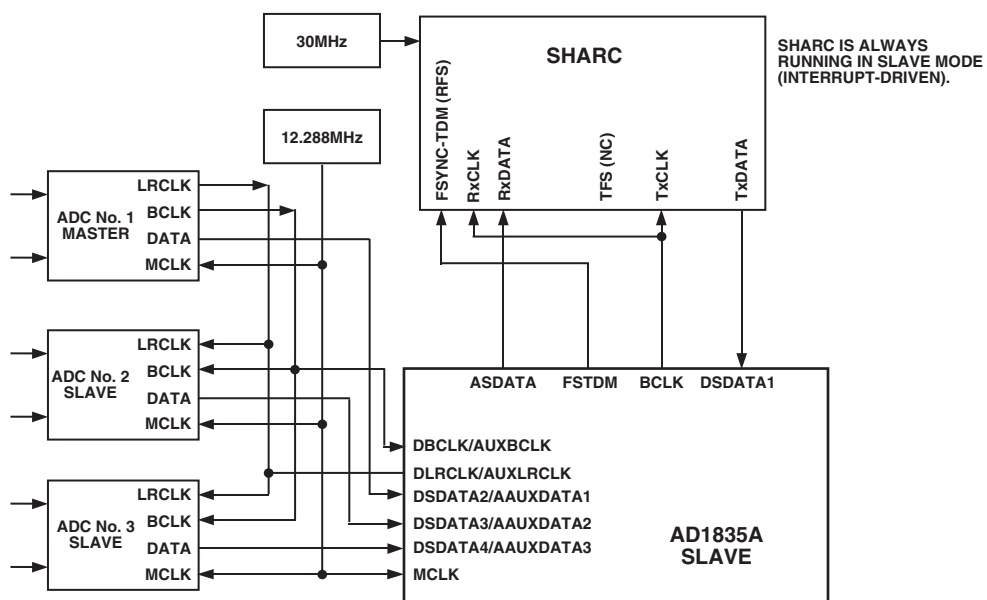 30MHz
SHARC
SHARC IS ALWAYS
RUNNING IN SLAVE MODE
(INTERRUPT-DRIVEN).
12.288MHz
FSYNC-TDM (RFS)
RxCLK
RxDATA
TFS (NC)
TxCLK
TxDATA
ADC No. 1
MASTER
LRCLK
BCLK
DATA
MCLK
ADC No. 2
SLAVE
LRCLK
BCLK
DATA
MCLK
ADC No. 3
SLAVE
LRCLK
BCLK
DATA
MCLK
ASDATA
FSTDM
BCLK
DSDATA1
DBCLK/AUXBCLK
DLRCLK/AUXLRCLK
DSDATA2/AAUXDATA1
DSDATA3/AAUXDATA2
DSDATA4/AAUXDATA3
MCLK
AD1835A
SLAVE